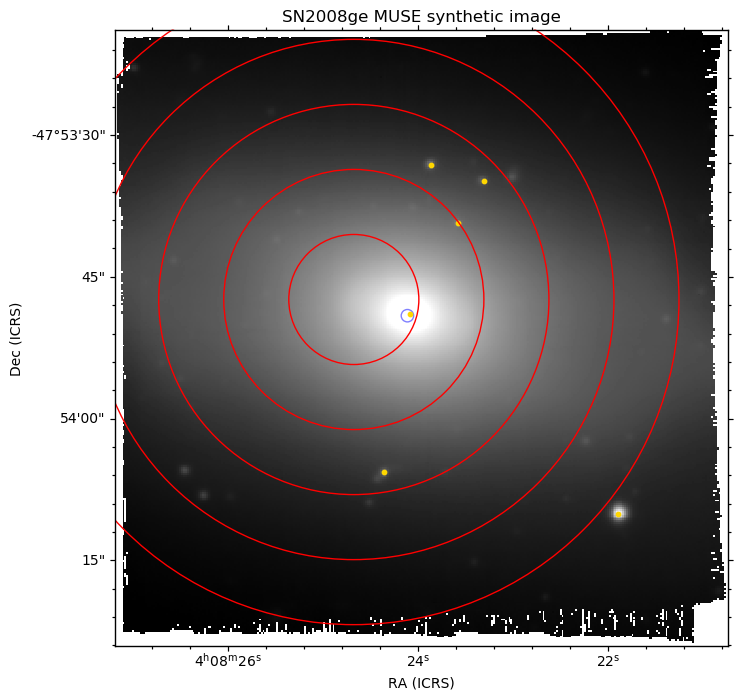 SN2008ge MUSE synthetic image
-47°53'30"
45"
54'00"
15"
Dec (ICRS)
4ʰ08ᵐ26ˢ
24ˢ
22ˢ
RA (ICRS)